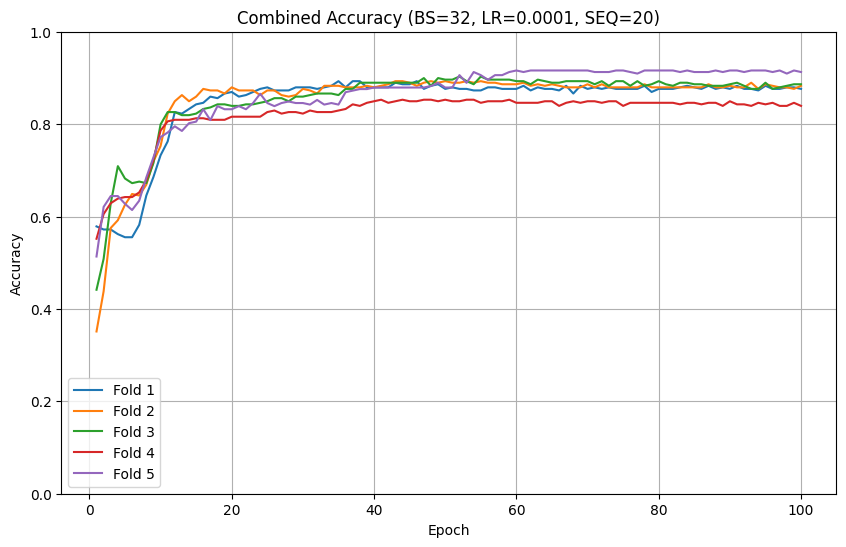 Combined Accuracy (BS=32, LR=0.0001, SEQ=20)
1.0
0.8
0.6
0.4
0.2
0.0
Accuracy
Fold 1
Fold 2
Fold 3
Fold 4
Fold 5
0 20 40 60 80 100
Epoch